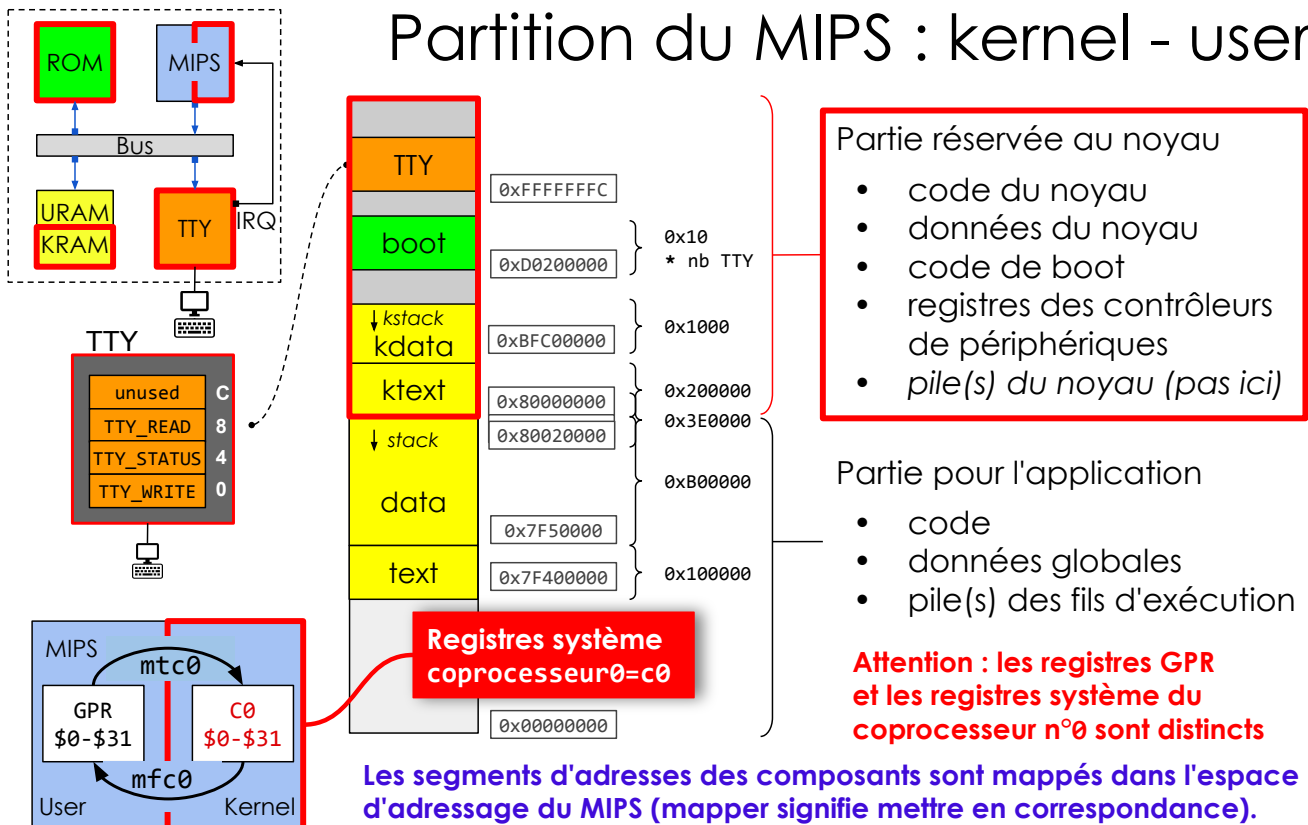 Partition du MIPS : kernel - user
ROM
MIPS
Bus
URAM
KRAM
TTY
IRQ
TTY
unused C
TTY_READ 8
TTY_STATUS 4
TTY_WRITE 0
MIPS
mtc0
GPR
$0-$31
C0
$0-$31
mfc0
User
Kernel
TTY
0xFFFFFFFC
boot
0xD0200000
0x10
* nb TTY
↓ kstack
kdata
0xBFC00000
0x1000
ktext
0x80000000
0x200000
0x3E0000
0x80020000
↓ stack
data
0xB00000
0x7F50000
text
0x7F400000
0x100000
Registres système
coprocesseur0=c0
0x00000000
Partie réservée au noyau
• code du noyau
• données du noyau
• code de boot
• registres des contrôleurs
de périphériques
• pile(s) du noyau (pas ici)
Partie pour l'application
• code
• données globales
• pile(s) des fils d'exécution
Attention : les registres GPR
et les registres système du
coprocesseur n°0 sont distincts
Les segments d'adresses des composants sont mappés dans l'espace
d'adressage du MIPS (mapper signifie mettre en correspondance).